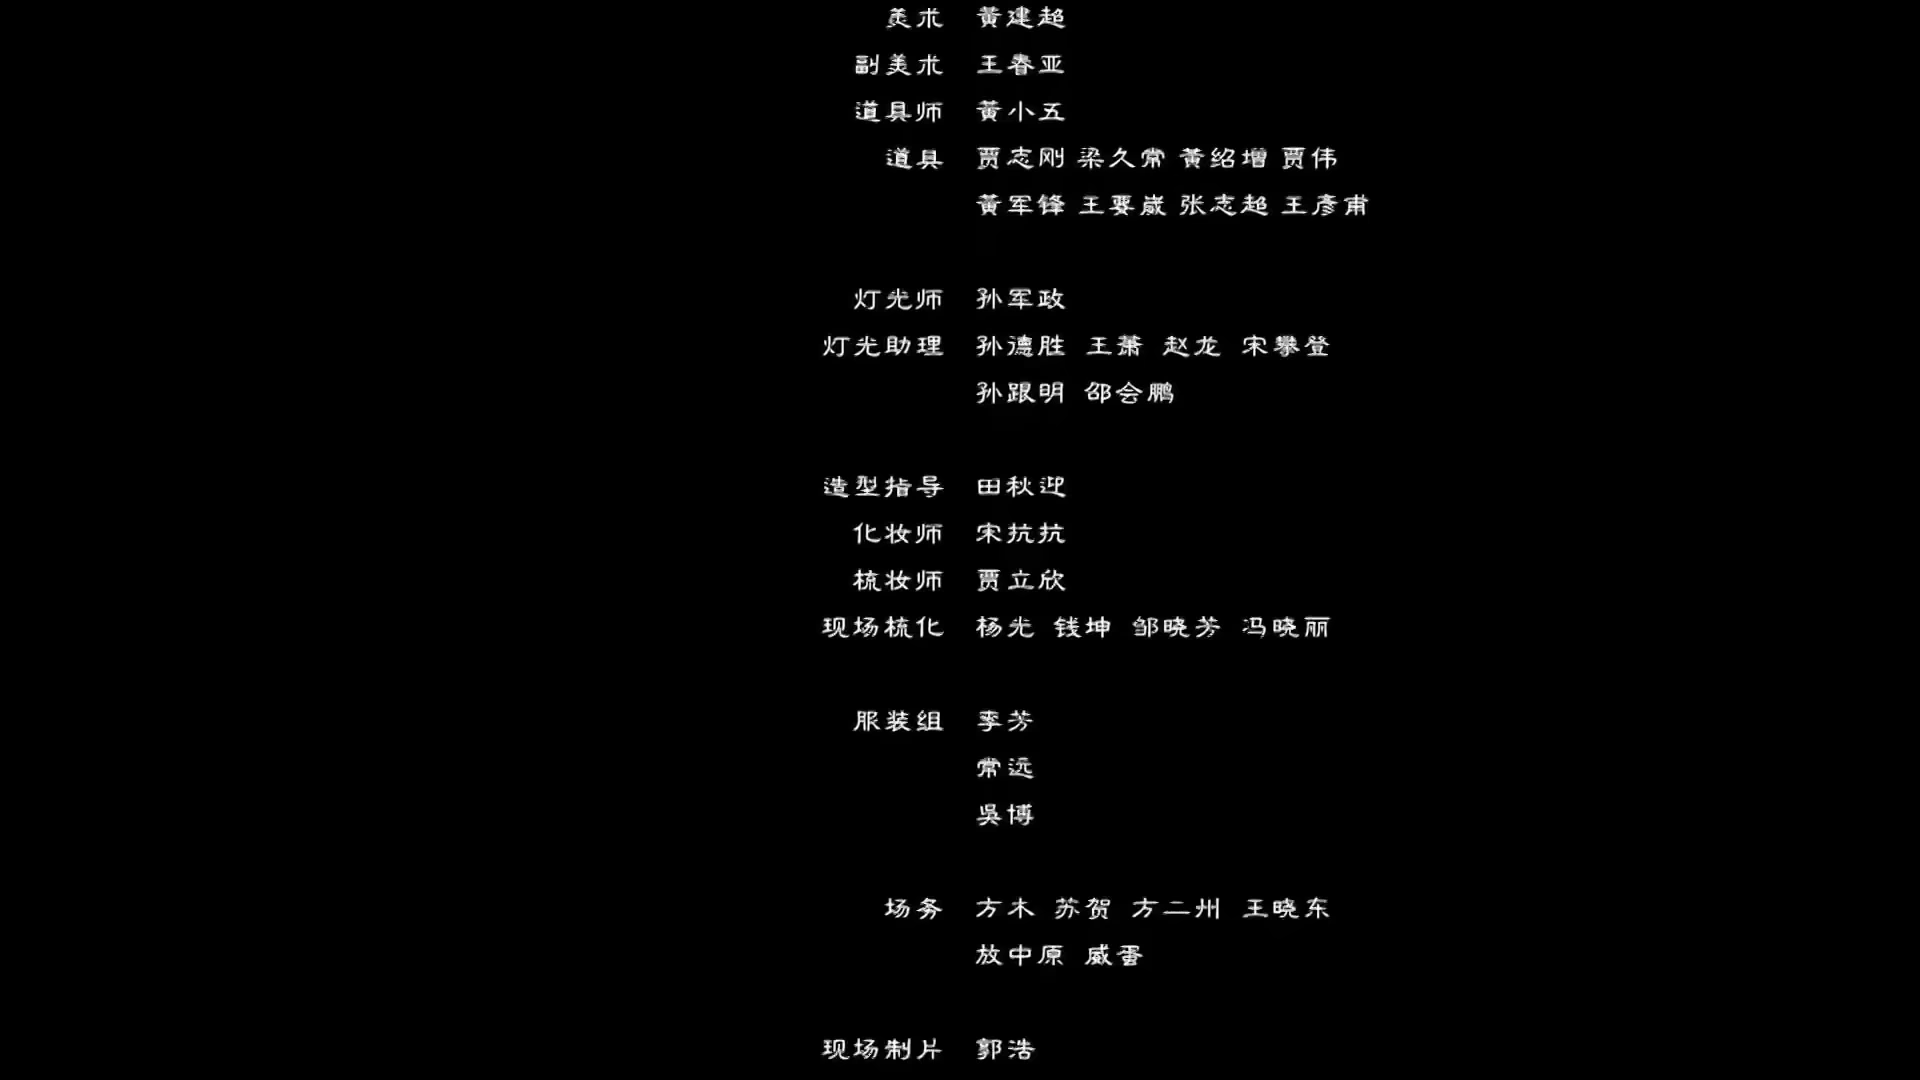 美术 黄建超
副美术 王春亚
道具师 黄小五
道具 贾志刚 梁久常 黄绍增 贾伟
黄军锋 王要崴 张志超 王彦甫
灯光师 孙军政
灯光助理 孙德胜 王萧 赵龙 宋攀登
孙跟明 邵会鹏
造型指导 田秋迎
化妆师 宋抗抗
梳妆师 贾立欣
现场梳化 杨光 钱坤 邹晓芳 冯晓丽
服装组 李芳
常远
吴博
场务 方木 苏贺 方二州 王晓东
放中原 威蛋
现场制片 郭浩